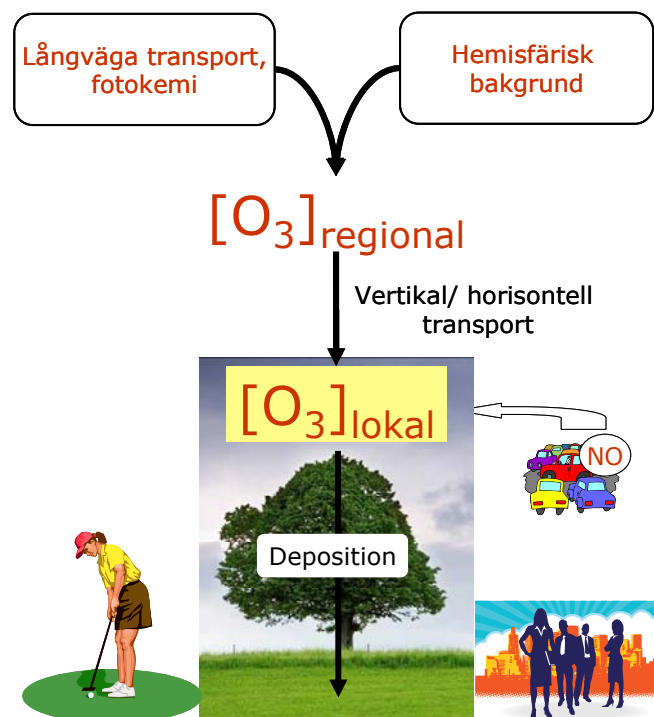 Långväga transport,
fotokemi
Hemisfärisk
bakgrund
[O₃]regional
Vertikal/ horisontell
transport
[O₃]lokal
NO
Deposition